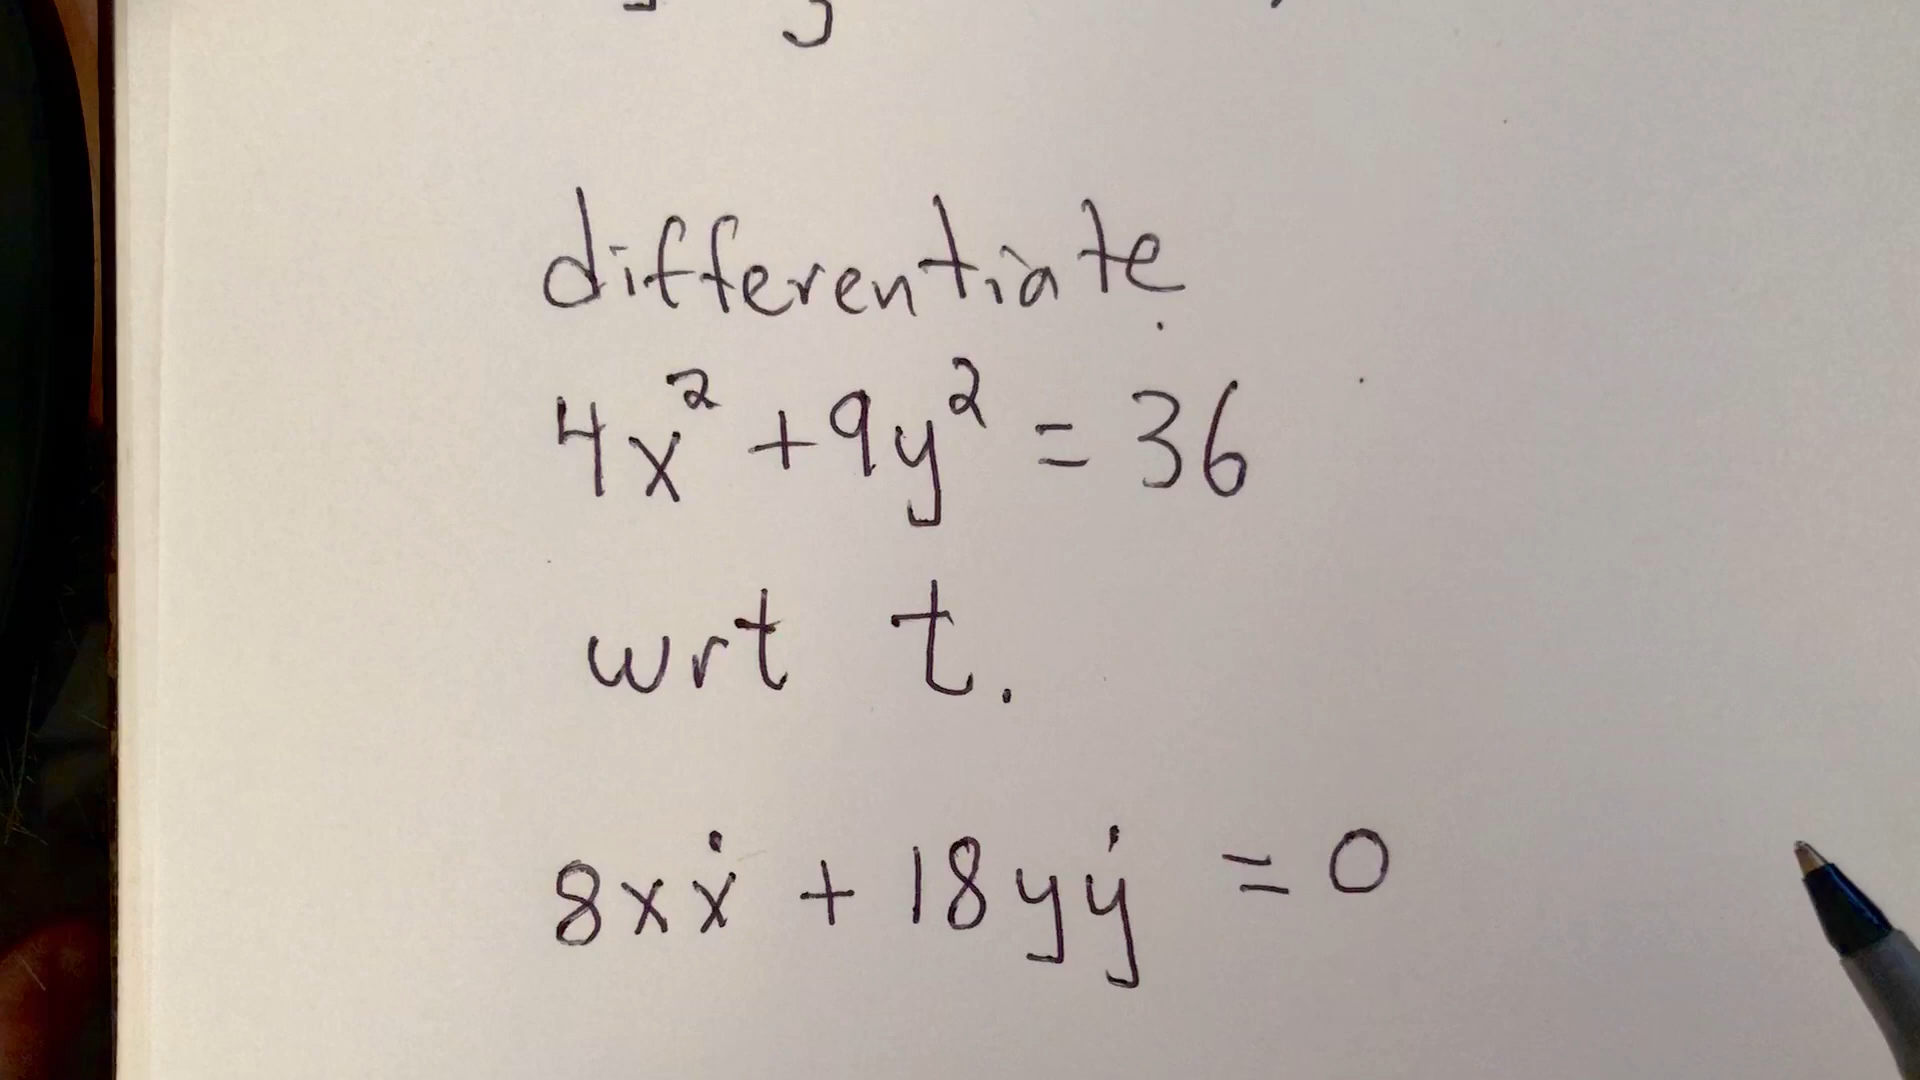 differentiate
4x² + 9y² = 36
wrt t.
8xẋ + 18yẏ = 0